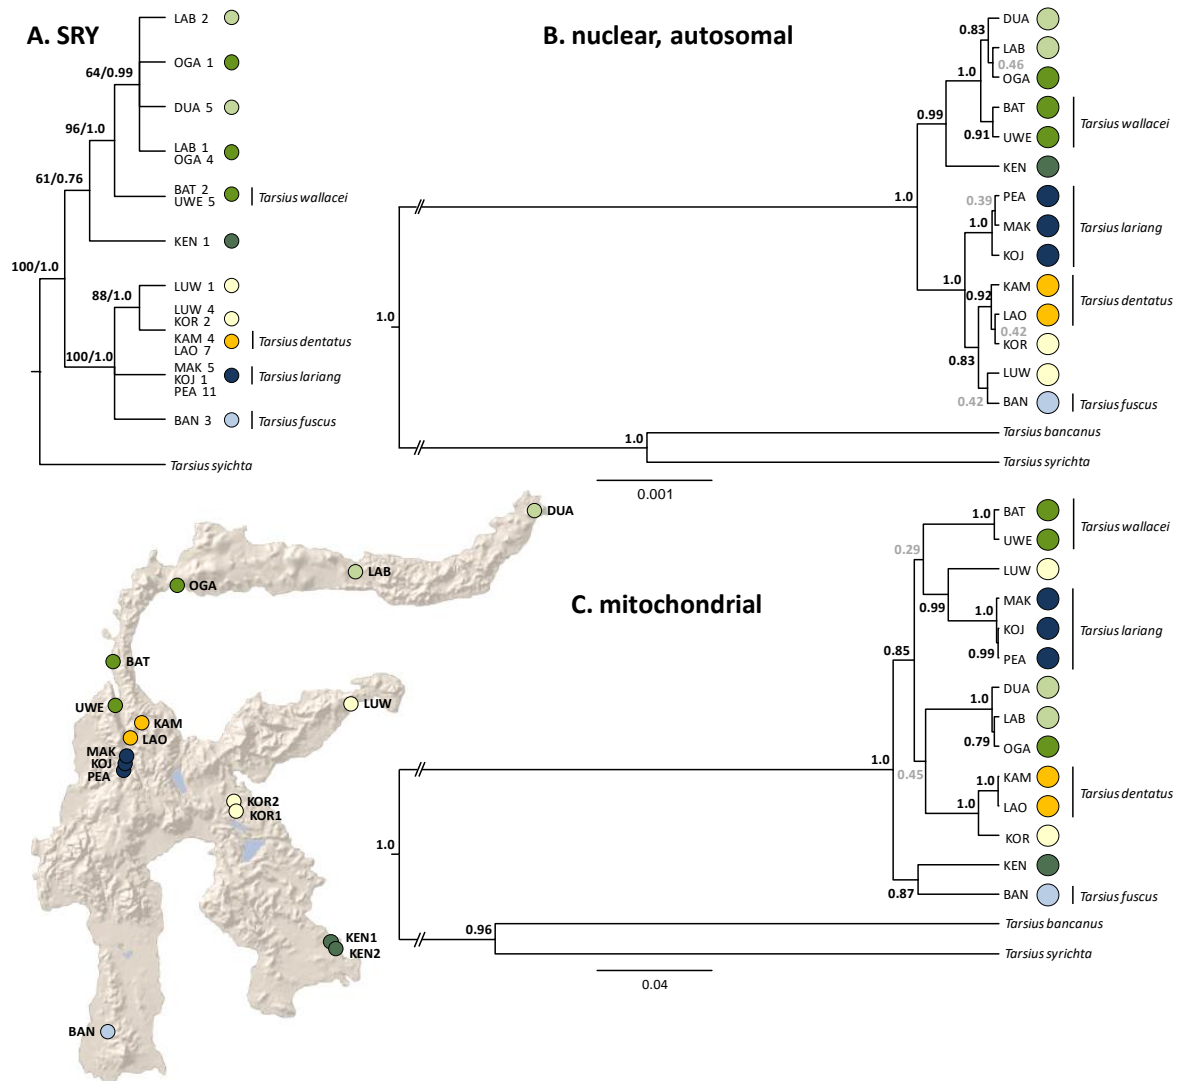 A. SRY
LAB 2
OGA 1
64/0.99
DUA 5
96/1.0
LAB 1
OGA 4
61/0.76
BAT 2
UWE 5
Tarsius wallacei
KEN 1
100/1.0
LUW 1
88/1.0
LUW 4
KOR 2
KAM 4
LAO 7
Tarsius dentatus
100/1.0
MAK 5
KOJ 1
PEA 11
Tarsius lariang
BAN 3
Tarsius fuscus
Tarsius syichta
B. nuclear, autosomal
DUA
0.83
LAB
0.46
OGA
1.0
BAT
UWE
0.91
Tarsius wallacei
0.99
KEN
1.0
PEA
0.39
MAK
1.0
KOJ
Tarsius lariang
1.0
KAM
0.92
LAO
Tarsius dentatus
0.42
KOR
0.83
LUW
0.42
BAN
Tarsius fuscus
1.0
1.0
Tarsius bancanus
Tarsius syrichta
0.001
DUA
LAB
OGA
BAT
UWE
KAM
LAO
MAK
KOJ
PEA
LUW
KOR2
KOR1
KEN1
KEN2
BAN
C. mitochondrial
BAT
1.0
UWE
Tarsius wallacei
0.29
LUW
0.99
MAK
1.0
KOJ
0.99
PEA
Tarsius lariang
0.85
DUA
1.0
LAB
0.79
OGA
0.45
KAM
1.0
LAO
Tarsius dentatus
1.0
KOR
1.0
KEN
0.87
BAN
Tarsius fuscus
1.0
0.96
Tarsius bancanus
Tarsius syrichta
0.04